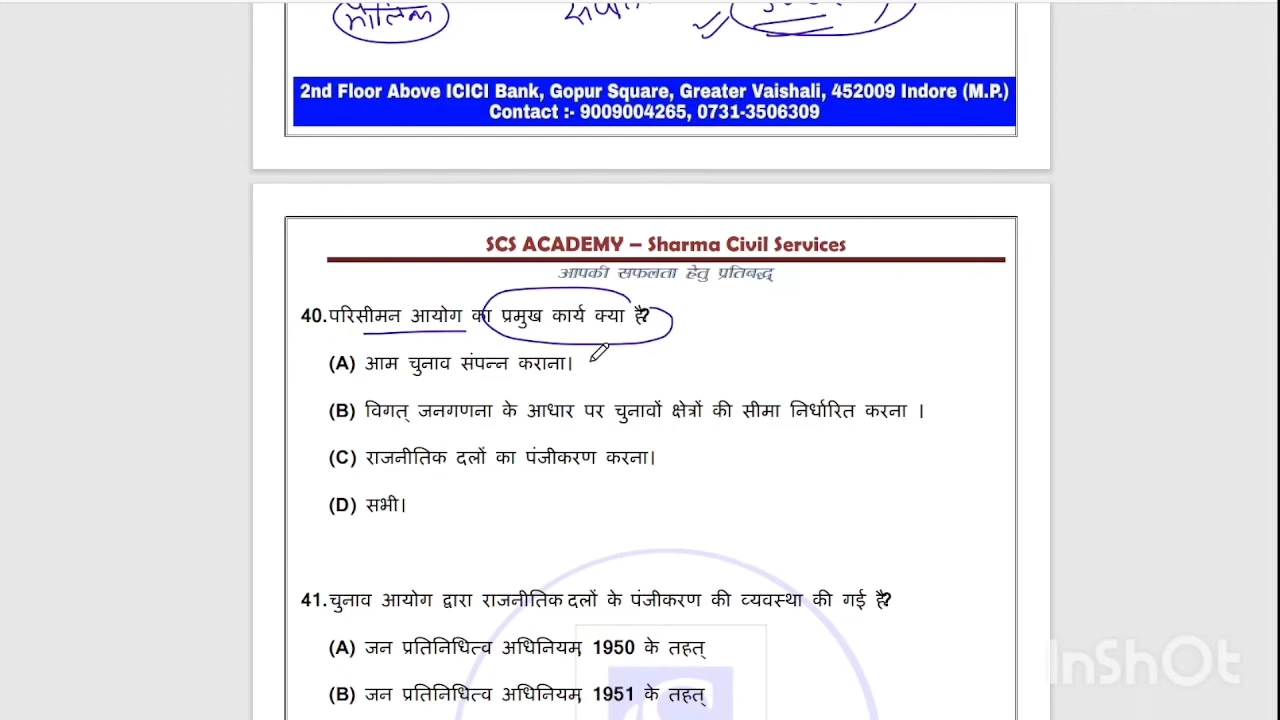 मौलिक
2nd Floor Above ICICI Bank, Gopur Square, Greater Vaishali, 452009 Indore (M.P.)
Contact :- 9009004265, 0731-3506309
SCS ACADEMY – Sharma Civil Services
आपकी सफलता हेतु प्रतिबद्ध
40. परिसीमन आयोग का प्रमुख कार्य क्या है?
(A) आम चुनाव संपन्न कराना।
(B) विगत् जनगणना के आधार पर चुनावों क्षेत्रों की सीमा निर्धारित करना ।
(C) राजनीतिक दलों का पंजीकरण करना।
(D) सभी।
41. चुनाव आयोग द्वारा राजनीतिक दलों के पंजीकरण की व्यवस्था की गई है?
(A) जन प्रतिनिधित्व अधिनियम, 1950 के तहत्
(B) जन प्रतिनिधित्व अधिनियम, 1951 के तहत्
InShOt